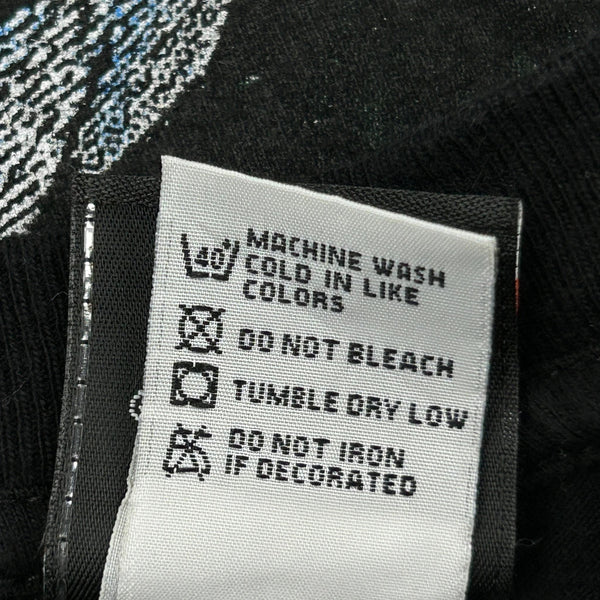 40
MACHINE WASH
COLD IN LIKE
COLORS
DO NOT BLEACH
TUMBLE DRY LOW
DO NOT IRON
IF DECORATED